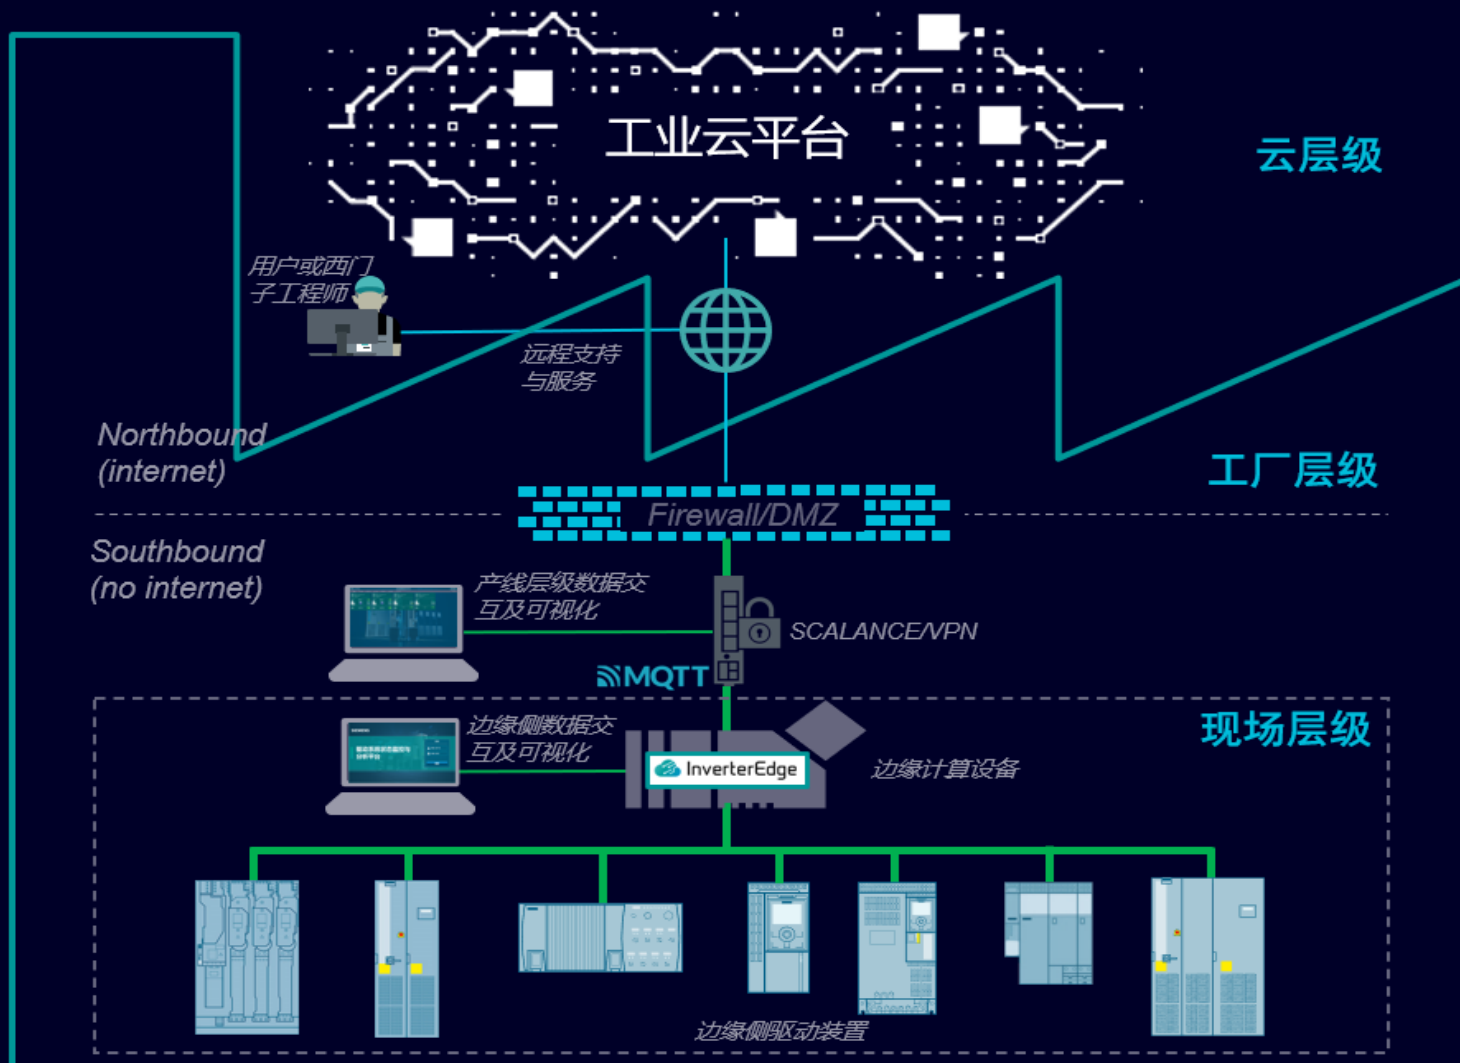 工业云平台
云层级
用户或西门
子工程师
远程支持
与服务
Northbound
(internet)
工厂层级
Firewall/DMZ
Southbound
(no internet)
产线层级数据交
互及可视化
SCALANCE/VPN
MQTT
现场层级
边缘侧数据交
互及可视化
InverterEdge
边缘计算设备
边缘侧驱动装置